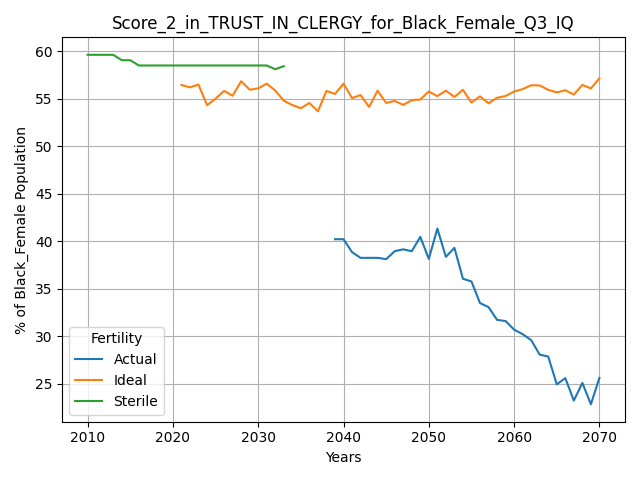 Score_2_in_TRUST_IN_CLERGY_for_Black_Female_Q3_IQ
% of Black_Female Population
60
55
50
45
40
35
30
25
Fertility
Actual
Ideal
Sterile
2010 2020 2030 2040 2050 2060 2070
Years